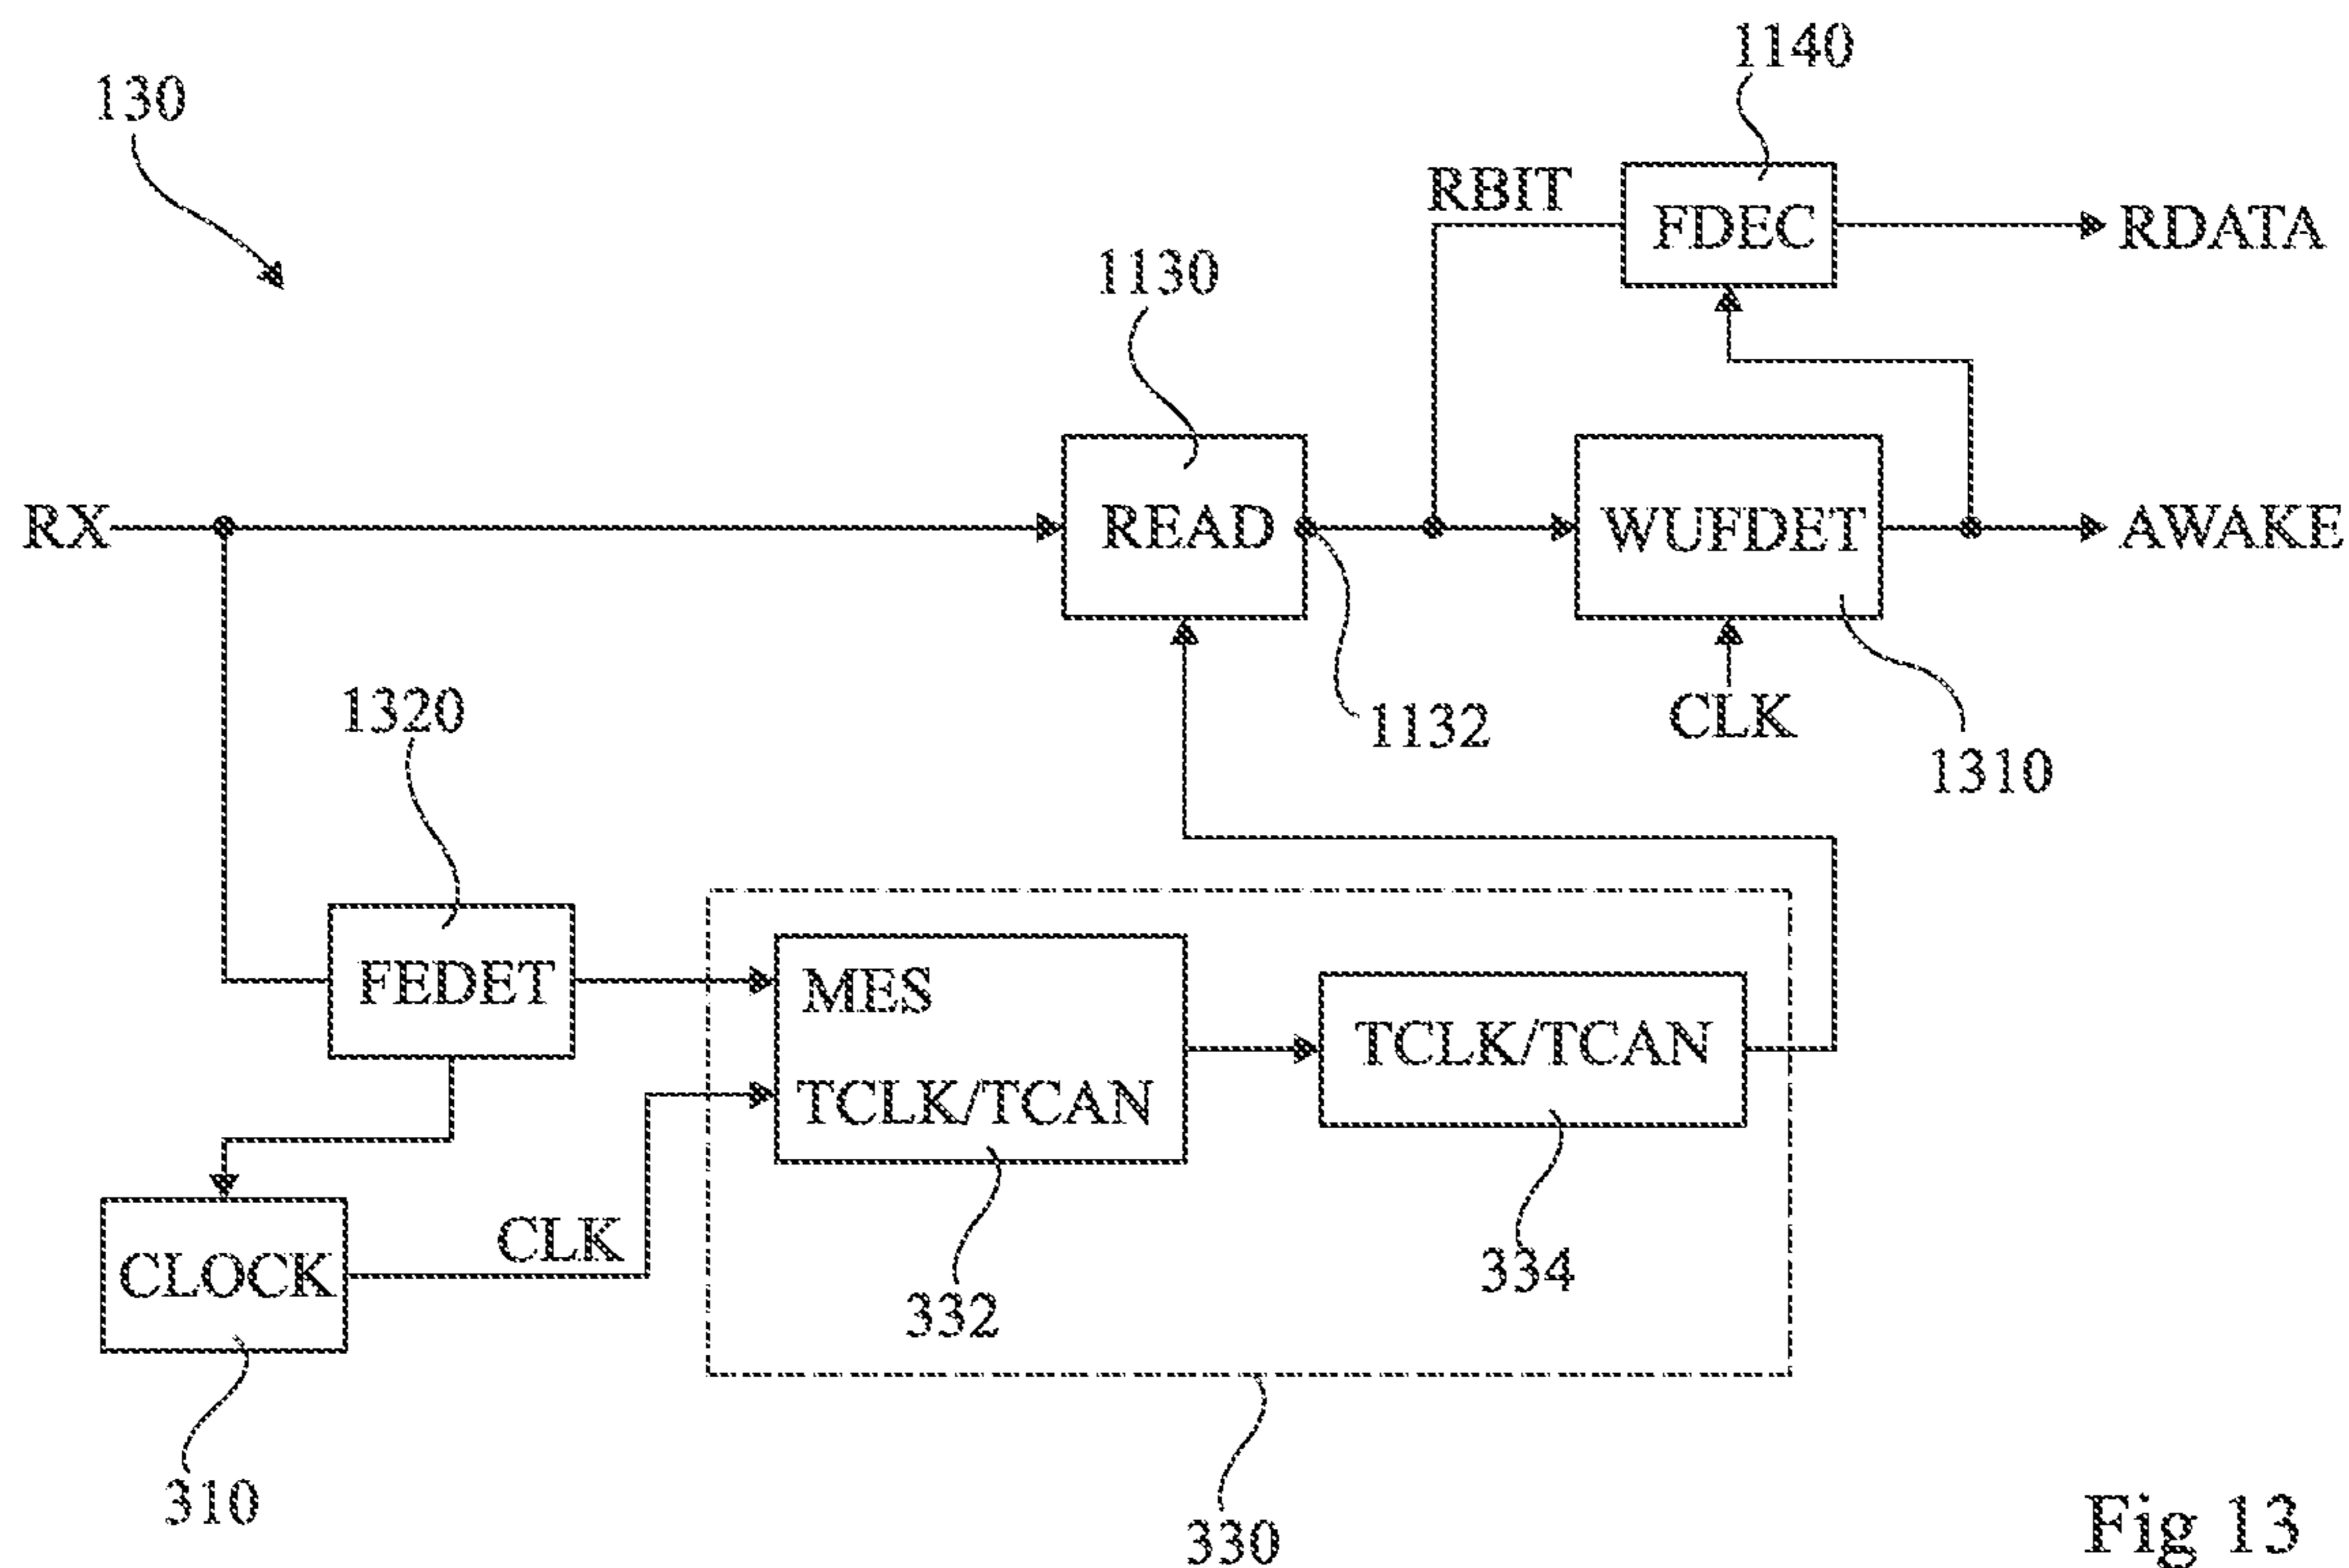 1140
130
RBIT
FDEC
RDATA
1130
RX
READ
WUFDET
AWAKE
1320
1132
CLK
1310
FEDET
MES
TCLK/TCAN
TCLK/TCAN
CLK
CLOCK
334
332
310
330
Fig 13